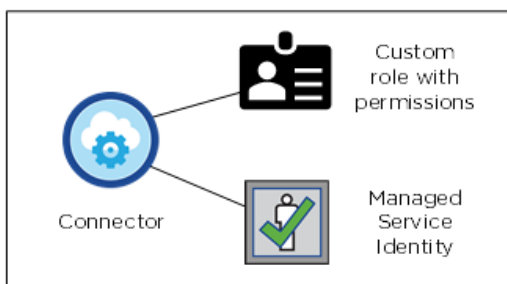 Custom
role with
permissions
Connector
Managed
Service
Identity